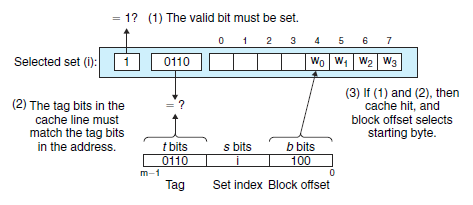 = 1? (1) The valid bit must be set.
0 1 2 3 4 5 6 7
Selected set (i): 1 0110 w0 w1 w2 w3
(2) The tag bits in the
cache line must
match the tag bits
in the address.
= ?
(3) If (1) and (2), then
cache hit, and
block offset selects
starting byte.
t bits s bits b bits
0110 i 100
m–1 0
Tag Set index Block offset